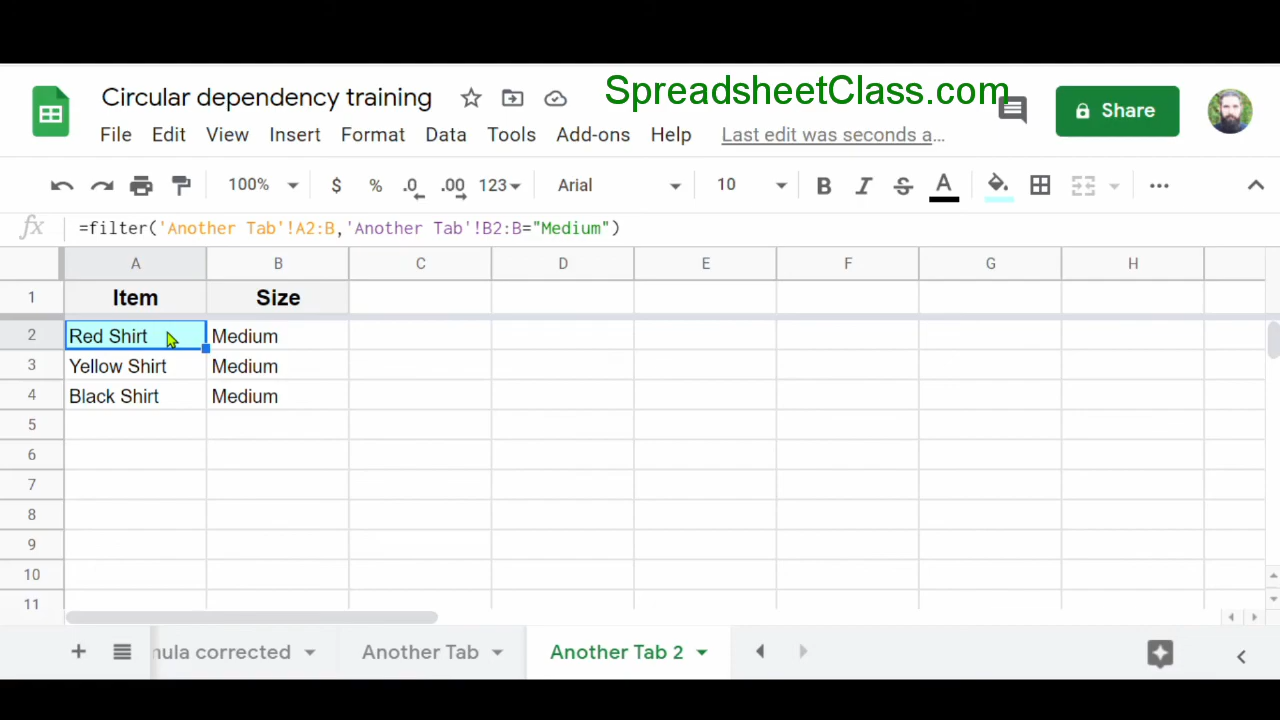 SpreadsheetClass.com
Circular dependency training
Share
File Edit View Insert Format Data Tools Add-ons Help Last edit was seconds a...
100% $ % .0 .00 123 Arial 10 B I S A
fx =filter('Another Tab'!A2:B,'Another Tab'!B2:B="Medium")
A B C D E F G H
1 Item Size
2 Red Shirt Medium
3 Yellow Shirt Medium
4 Black Shirt Medium
5
6
7
8
9
10
11
nula corrected Another Tab Another Tab 2